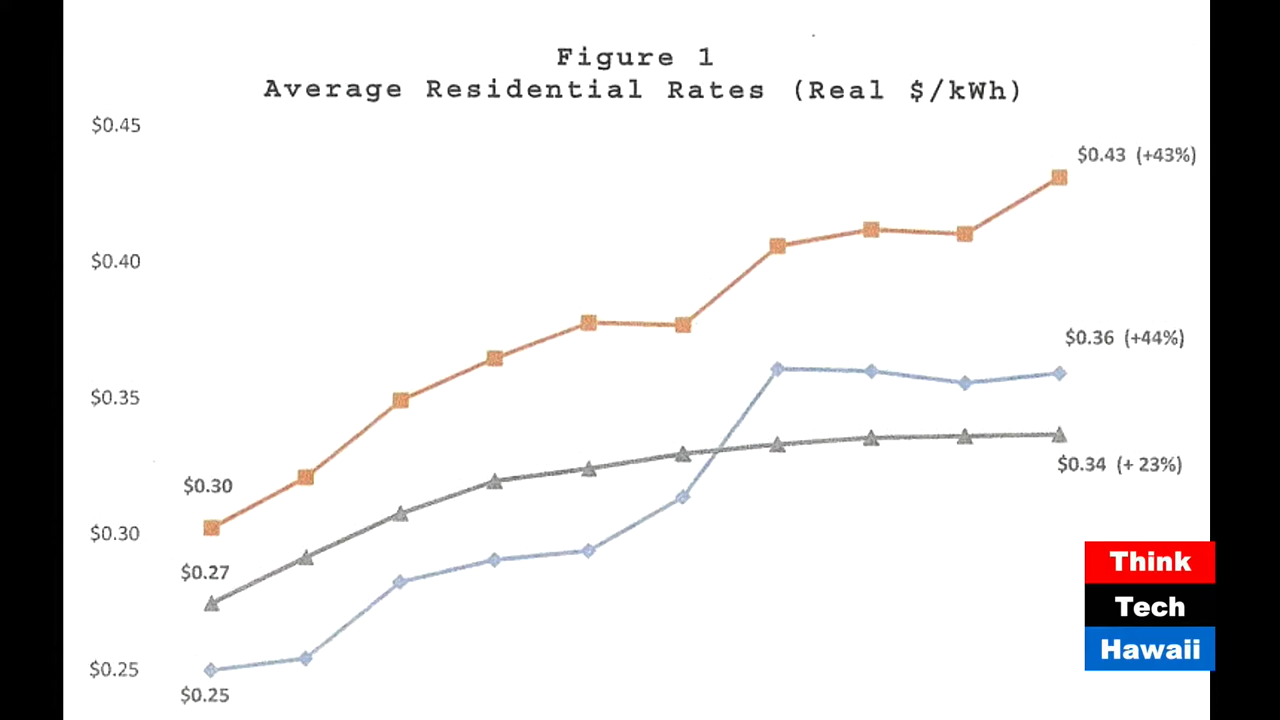 Figure 1
Average Residential Rates (Real $/kWh)
$0.45
$0.43 (+43%)
$0.40
$0.36 (+44%)
$0.35
$0.34 (+ 23%)
$0.30
$0.30
$0.27
$0.25
$0.25
Think
Tech
Hawaii